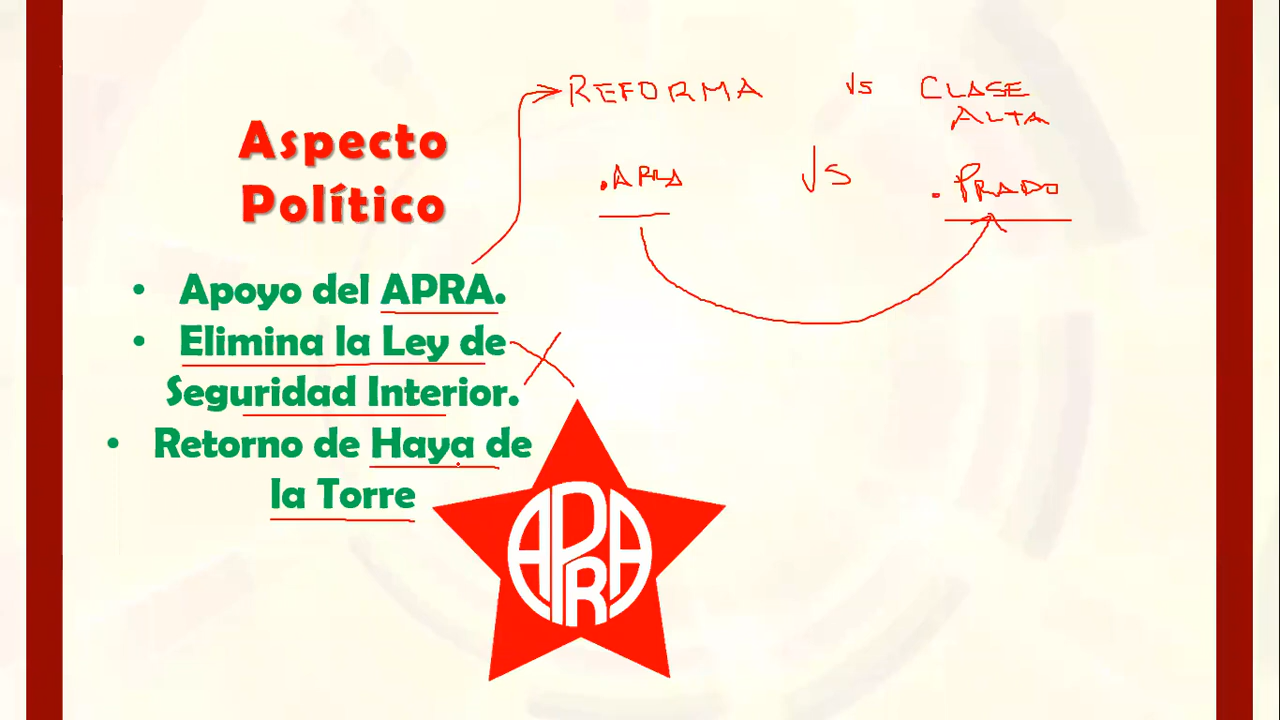 REFORMA vs CLASE
ALTA
.APRA vs .PRADO
Aspecto
Político
• Apoyo del APRA.
• Elimina la Ley de
Seguridad Interior.
• Retorno de Haya de
la Torre
APRA